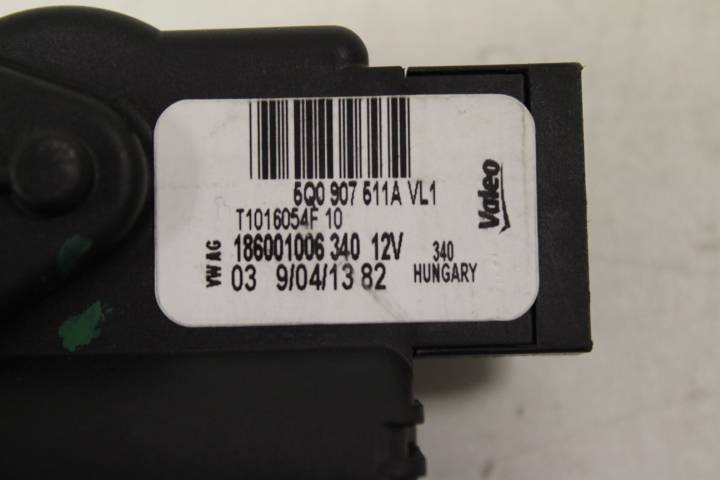 5Q0 907 511A VL1
T1016054F 10
186001006 340 12V
03 9/04/13 82
VW AG
340
HUNGARY
Valeo